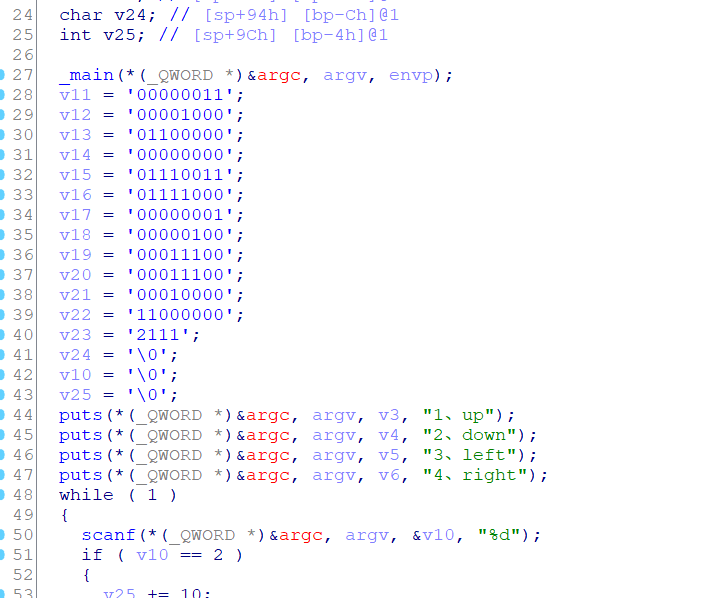 24 char v24; // [sp+94h] [bp-Ch]@1
25 int v25; // [sp+9Ch] [bp-4h]@1
26
27 _main(*(_QWORD *)&argc, argv, envp);
28 v11 = '00000011';
29 v12 = '00001000';
30 v13 = '01100000';
31 v14 = '00000000';
32 v15 = '01110011';
33 v16 = '01111000';
34 v17 = '00000001';
35 v18 = '00000100';
36 v19 = '00011100';
37 v20 = '00011100';
38 v21 = '00010000';
39 v22 = '11000000';
40 v23 = '2111';
41 v24 = '\0';
42 v10 = '\0';
43 v25 = '\0';
44 puts(*(_QWORD *)&argc, argv, v3, "1、up");
45 puts(*(_QWORD *)&argc, argv, v4, "2、down");
46 puts(*(_QWORD *)&argc, argv, v5, "3、left");
47 puts(*(_QWORD *)&argc, argv, v6, "4、right");
48 while ( 1 )
49 {
50 scanf(*(_QWORD *)&argc, argv, &v10, "%d");
51 if ( v10 == 2 )
52 {
53 v25 += 10;